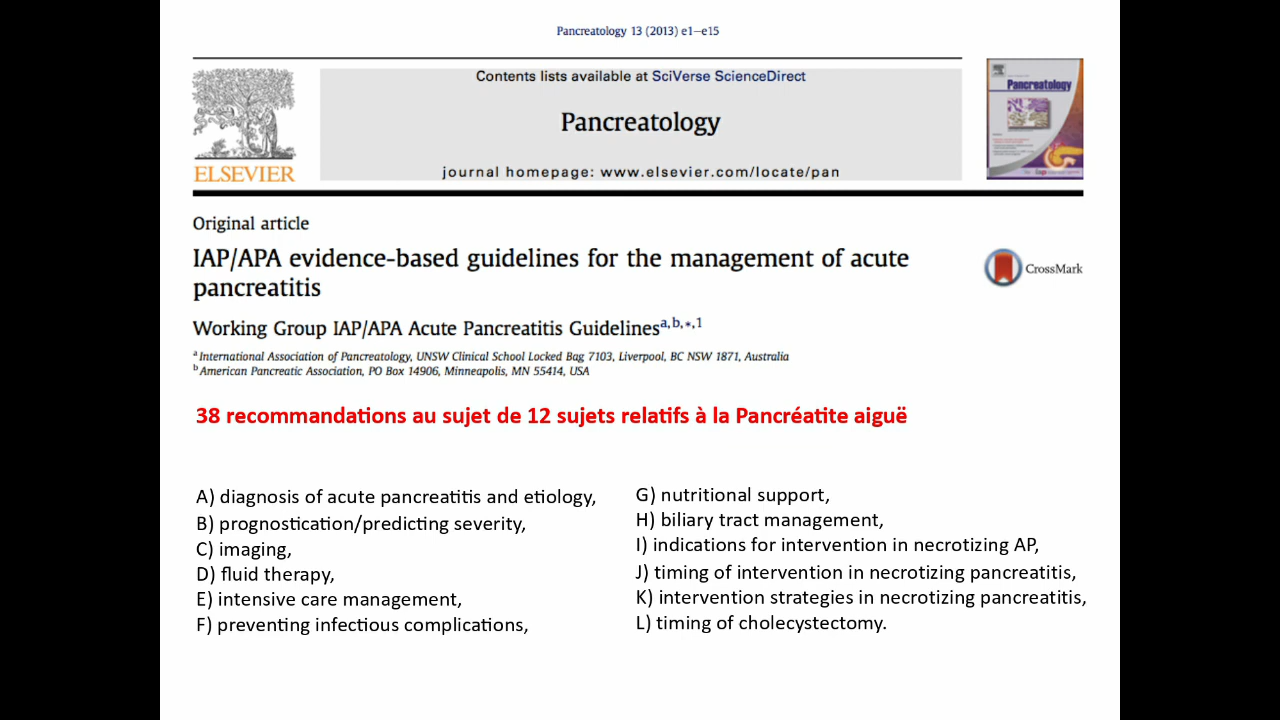 Pancreatology 13 (2013) e1–e15
Contents lists available at SciVerse ScienceDirect
Pancreatology
journal homepage: www.elsevier.com/locate/pan
ELSEVIER
Pancreatology
Original article
IAP/APA evidence-based guidelines for the management of acute
pancreatitis
CrossMark
Working Group IAP/APA Acute Pancreatitis Guidelines a,b,*,1
a International Association of Pancreatology, UNSW Clinical School Locked Bag 7103, Liverpool, BC NSW 1871, Australia
b American Pancreatic Association, PO Box 14906, Minneapolis, MN 55414, USA
38 recommandations au sujet de 12 sujets relatifs à la Pancréatite aiguë
A) diagnosis of acute pancreatitis and etiology,
B) prognostication/predicting severity,
C) imaging,
D) fluid therapy,
E) intensive care management,
F) preventing infectious complications,
G) nutritional support,
H) biliary tract management,
I) indications for intervention in necrotizing AP,
J) timing of intervention in necrotizing pancreatitis,
K) intervention strategies in necrotizing pancreatitis,
L) timing of cholecystectomy.